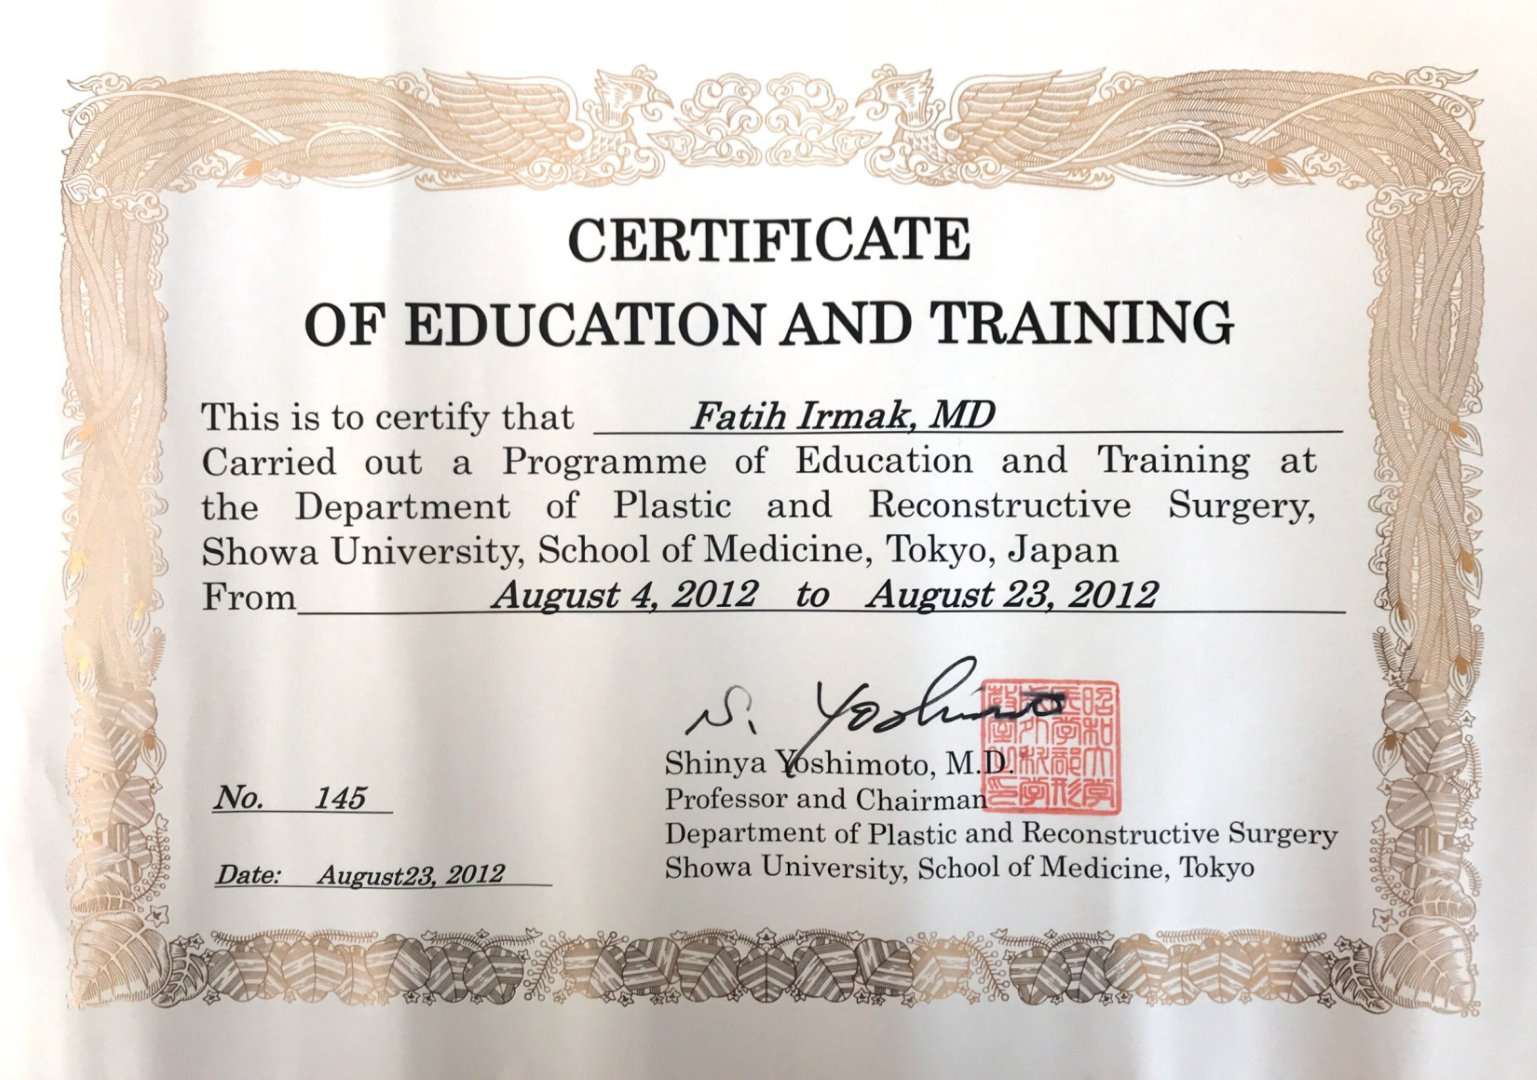 CERTIFICATE
OF EDUCATION AND TRAINING
This is to certify that Fatih Irmak, MD
Carried out a Programme of Education and Training at
the Department of Plastic and Reconstructive Surgery,
Showa University, School of Medicine, Tokyo, Japan
From August 4, 2012 to August 23, 2012
S. Yoshimoto
Shinya Yoshimoto, M.D.
Professor and Chairman
Department of Plastic and Reconstructive Surgery
Showa University, School of Medicine, Tokyo
No. 145
Date: August23, 2012